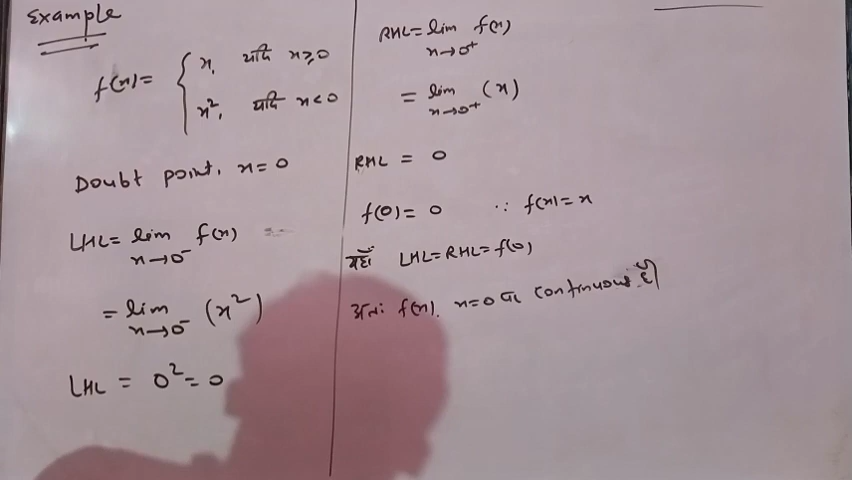 Example
f(x) = { x, यदि x ≥ 0
x², यदि x < 0
Doubt point, x = 0
LHL = lim f(x)
x→0⁻
= lim (x²)
x→0⁻
LHL = 0² = 0
RHL = lim f(x)
x→0⁺
= lim (x)
x→0⁺
RHL = 0
f(0) = 0 ∵ f(x) = x
यहाँ LHL = RHL = f(0)
अतः f(x), x=0 पर continuous है।